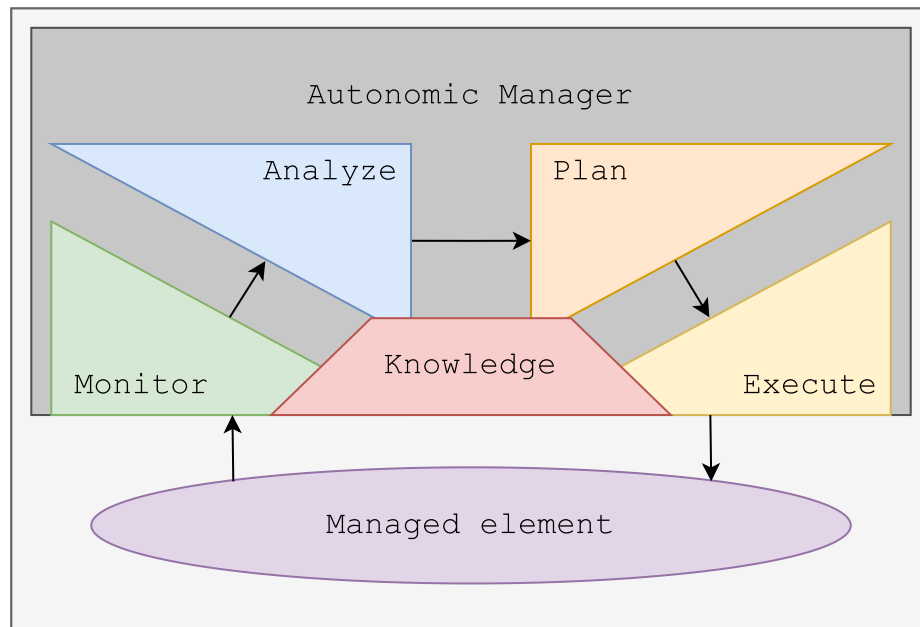 Autonomic Manager
Analyze
Plan
Monitor
Knowledge
Execute
Managed element